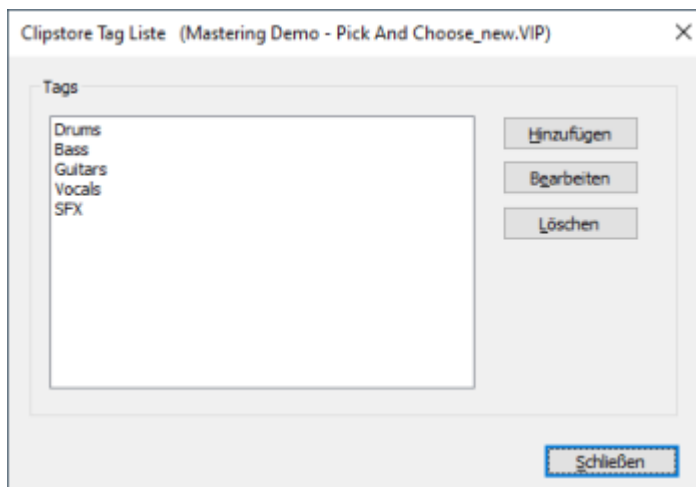 Clipstore Tag Liste (Mastering Demo - Pick And Choose_new.VIP)
Tags
Drums
Bass
Guitars
Vocals
SFX
Hinzufügen
Bearbeiten
Löschen
Schließen